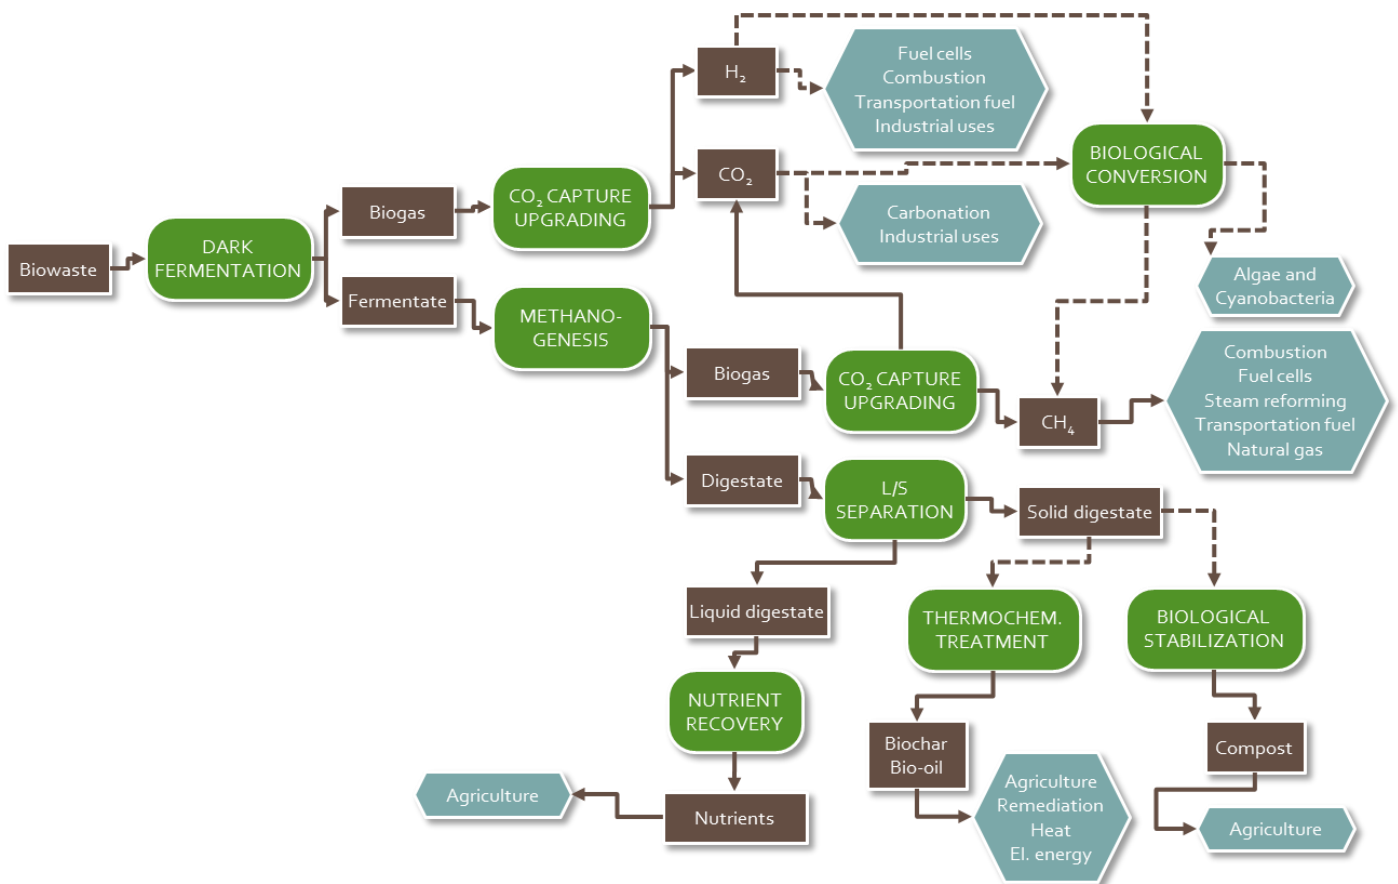 H₂
Fuel cells
Combustion
Transportation fuel
Industrial uses
BIOLOGICAL
CONVERSION
CO₂
Biogas
CO₂ CAPTURE
UPGRADING
Carbonation
Industrial uses
DARK
FERMENTATION
Biowaste
Algae and
Cyanobacteria
Fermentate
METHANO-
GENESIS
Biogas
CO₂ CAPTURE
UPGRADING
CH₄
Combustion
Fuel cells
Steam reforming
Transportation fuel
Natural gas
Digestate
L/S
SEPARATION
Solid digestate
Liquid digestate
THERMOCHEM.
TREATMENT
BIOLOGICAL
STABILIZATION
NUTRIENT
RECOVERY
Biochar
Bio-oil
Compost
Agriculture
Nutrients
Agriculture
Remediation
Heat
El. energy
Agriculture